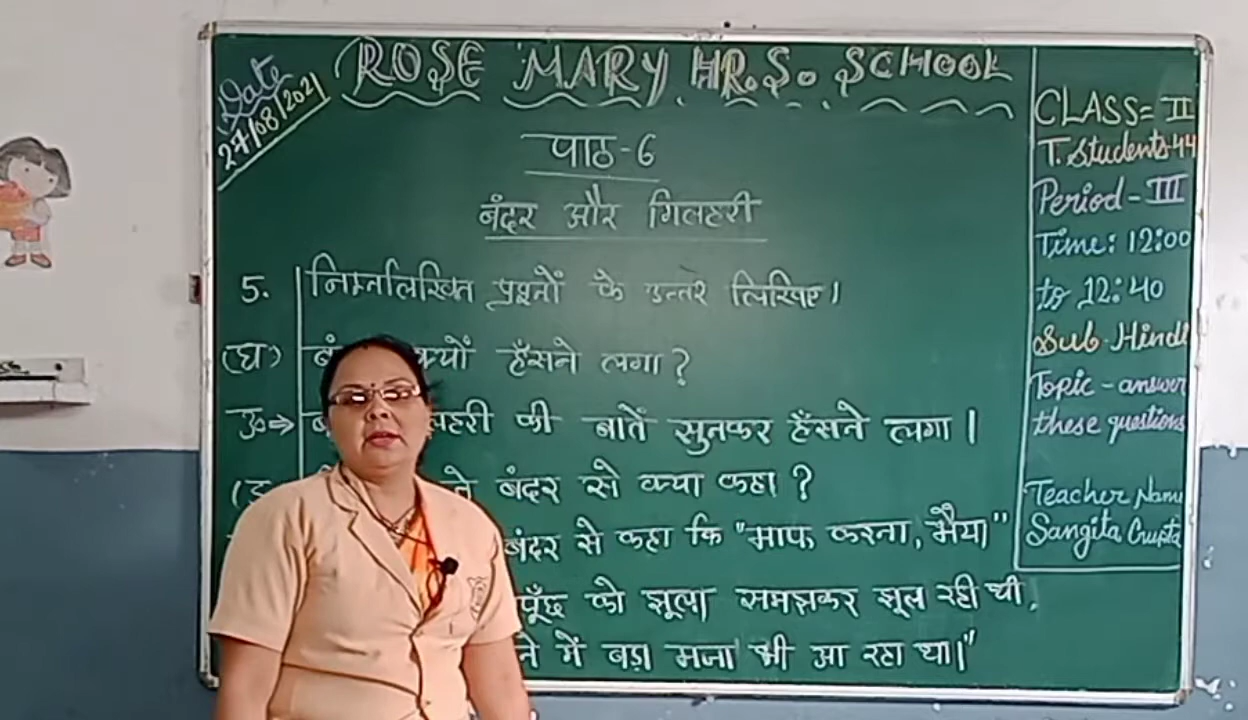 Date
27/08/2021
ROSE MARY HR. S. SCHOOL
पाठ-6
बंदर और गिलहरी
5. निम्नलिखित प्रश्नों के उत्तर लिखिए।
(घ) क्यों हँसने लगा?
उ⇒ की बातें सुनकर हँसने लगा।
ने बंदर से क्या कहा?
बंदर से कहा कि "माफ करना, भैया"
पूँछ को झूला समझकर झूल रही थी,
में बड़ा मजा भी आ रहा था।"
CLASS= II
T. Students-44
Period-III
Time: 12:00
to 12:40
Sub. Hindi
Topic - answer
these questions
Teacher Name
Sangita Gupta